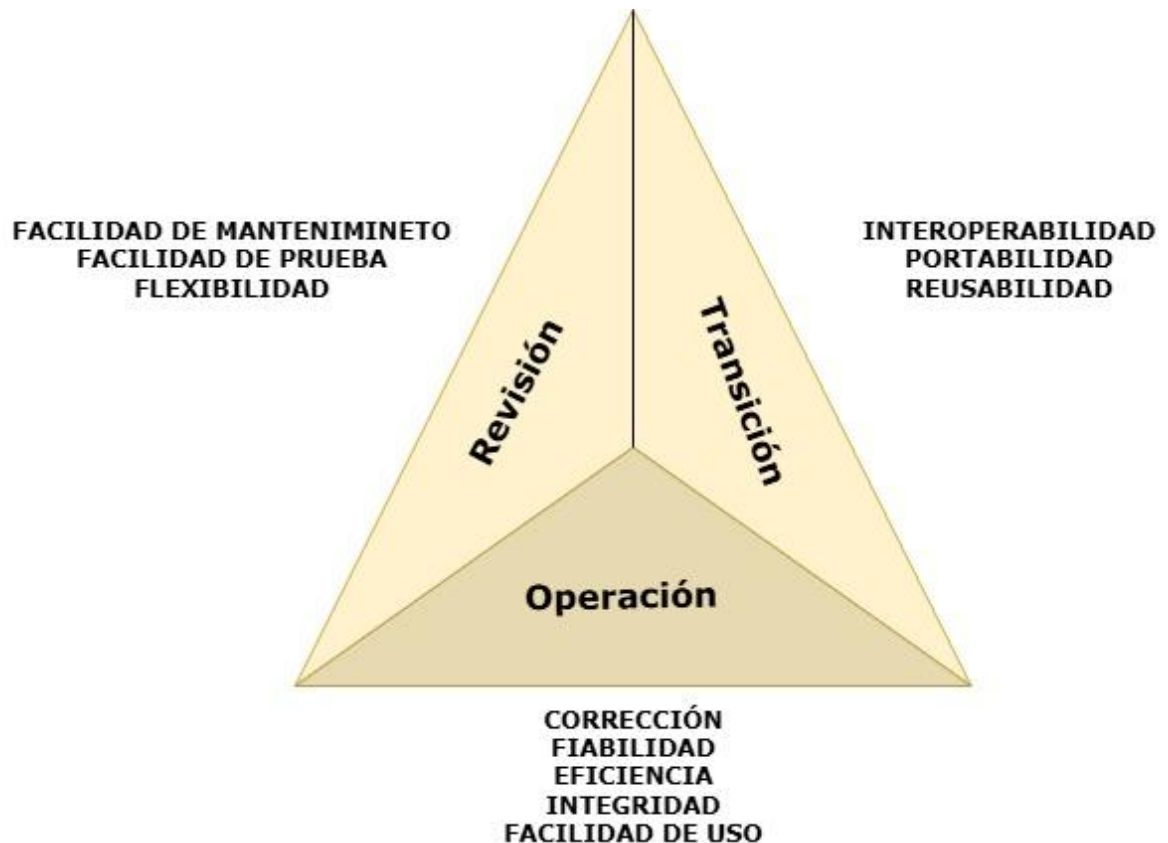 FACILIDAD DE MANTENIMINETO
FACILIDAD DE PRUEBA
FLEXIBILIDAD
INTEROPERABILIDAD
PORTABILIDAD
REUSABILIDAD
Revisión
Transición
Operación
CORRECCIÓN
FIABILIDAD
EFICIENCIA
INTEGRIDAD
FACILIDAD DE USO